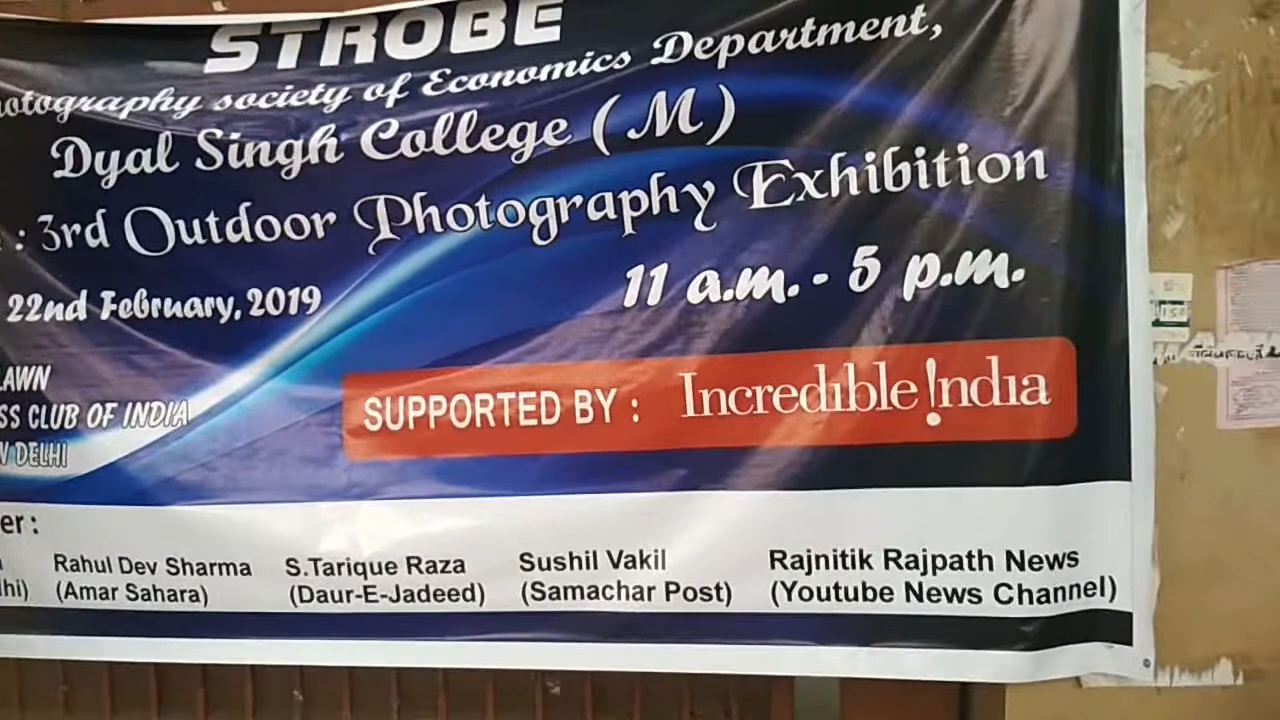 STROBE
otography society of Economics Department,
Dyal Singh College (M)
: 3rd Outdoor Photography Exhibition
22nd February, 2019
11 a.m. - 5 p.m.
AWN
SS CLUB OF INDIA
DELHI
SUPPORTED BY : Incredible !ndia
er :
hi)
Rahul Dev Sharma
(Amar Sahara)
S.Tarique Raza
(Daur-E-Jadeed)
Sushil Vakil
(Samachar Post)
Rajnitik Rajpath News
(Youtube News Channel)